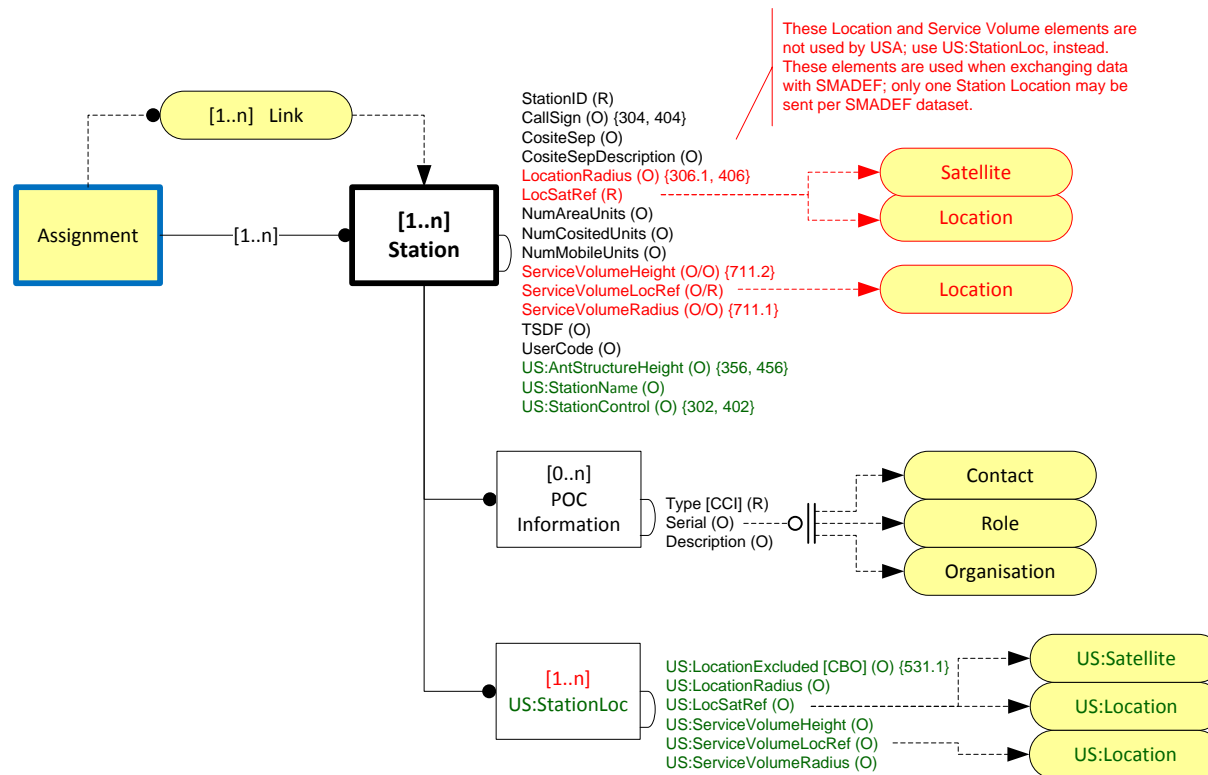 These Location and Service Volume elements are
not used by USA; use US:StationLoc, instead.
These elements are used when exchanging data
with SMADEF; only one Station Location may be
sent per SMADEF dataset.
[1..n] Link
Assignment
[1..n]
[1..n]
Station
StationID (R)
CallSign (O) {304, 404}
CositeSep (O)
CositeSepDescription (O)
LocationRadius (O) {306.1, 406}
LocSatRef (R)
NumAreaUnits (O)
NumCositedUnits (O)
NumMobileUnits (O)
ServiceVolumeHeight (O/O) {711.2}
ServiceVolumeLocRef (O/R)
ServiceVolumeRadius (O/O) {711.1}
TSDF (O)
UserCode (O)
US:AntStructureHeight (O) {356, 456}
US:StationName (O)
US:StationControl (O) {302, 402}
Satellite
Location
Location
[0..n]
POC
Information
Type [CCI] (R)
Serial (O)
Description (O)
Contact
Role
Organisation
[1..n]
US:StationLoc
US:LocationExcluded [CBO] (O) {531.1}
US:LocationRadius (O)
US:LocSatRef (O)
US:ServiceVolumeHeight (O)
US:ServiceVolumeLocRef (O)
US:ServiceVolumeRadius (O)
US:Satellite
US:Location
US:Location